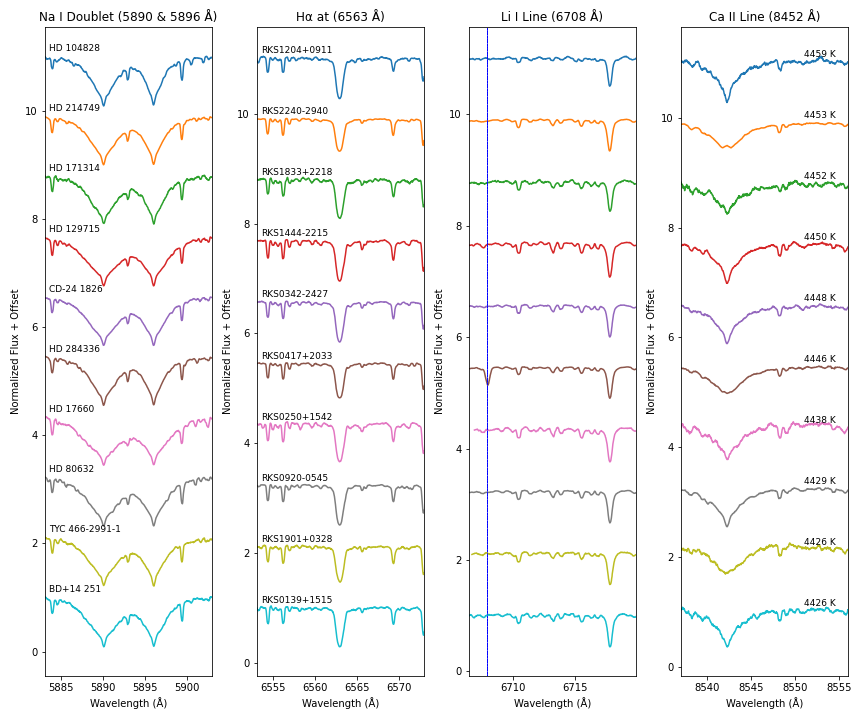 Na I Doublet (5890 & 5896 Å)
Hα at (6563 Å)
Li I Line (6708 Å)
Ca II Line (8452 Å)
HD 104828
HD 214749
HD 171314
HD 129715
CD-24 1826
HD 284336
HD 17660
HD 80632
TYC 466-2991-1
BD+14 251
RKS1204+0911
RKS2240-2940
RKS1833+2218
RKS1444-2215
RKS0342-2427
RKS0417+2033
RKS0250+1542
RKS0920-0545
RKS1901+0328
RKS0139+1515
4459 K
4453 K
4452 K
4450 K
4448 K
4446 K
4438 K
4429 K
4426 K
4426 K
Normalized Flux + Offset
10
8
6
4
2
0
5885 5890 5895 5900
Wavelength (Å)
Normalized Flux + Offset
10
8
6
4
2
0
6555 6560 6565 6570
Wavelength (Å)
Normalized Flux + Offset
10
8
6
4
2
0
6710 6715
Wavelength (Å)
Normalized Flux + Offset
10
8
6
4
2
0
8540 8545 8550 8555
Wavelength (Å)